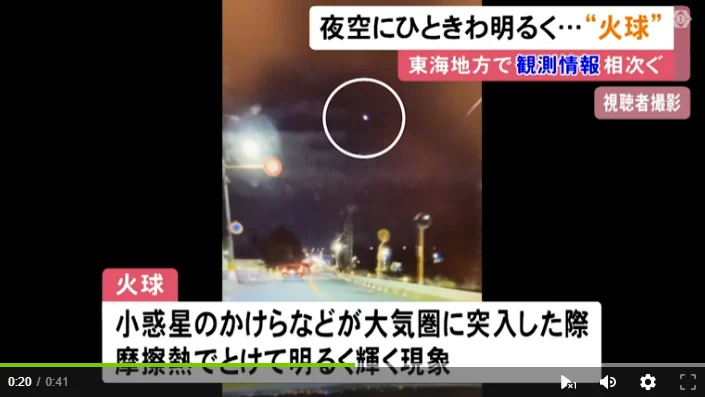 夜空にひときわ明るく…“火球”
東海地方で観測情報相次ぐ
視聴者撮影
火球
小惑星のかけらなどが大気圏に突入した際
摩擦熱でとけて明るく輝く現象
0:20 / 0:41
x1